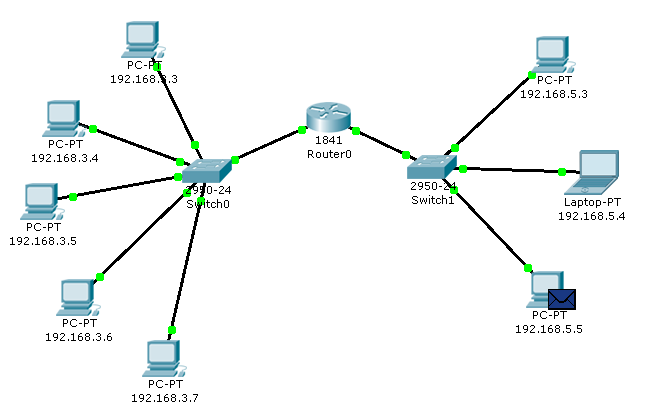 PC-PT
192.168.3.3
PC-PT
192.168.3.4
PC-PT
192.168.3.5
PC-PT
192.168.3.6
PC-PT
192.168.3.7
2950-24
Switch0
1841
Router0
2950-24
Switch1
PC-PT
192.168.5.3
Laptop-PT
192.168.5.4
PC-PT
192.168.5.5